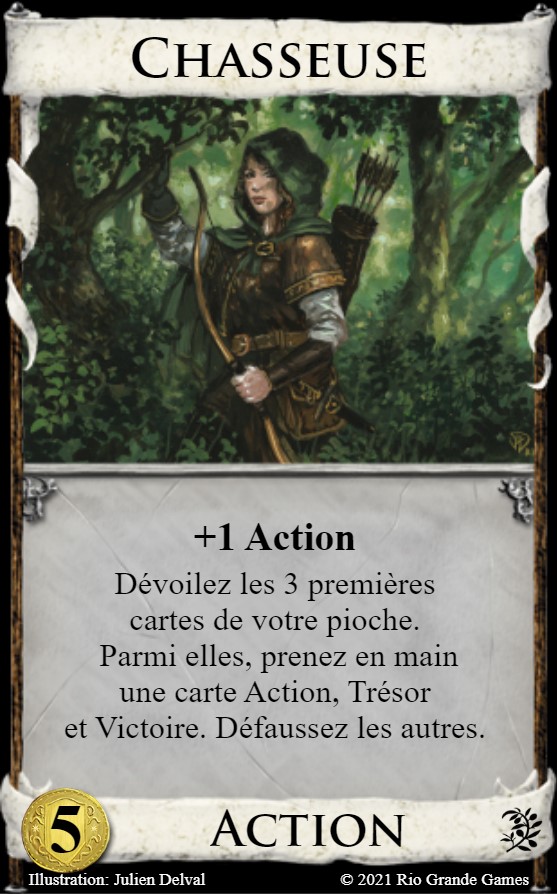 CHASSEUSE
+1 Action
Dévoilez les 3 premières
cartes de votre pioche.
Parmi elles, prenez en main
une carte Action, Trésor
et Victoire. Défaussez les autres.
5
ACTION
Illustration: Julien Delval © 2021 Rio Grande Games